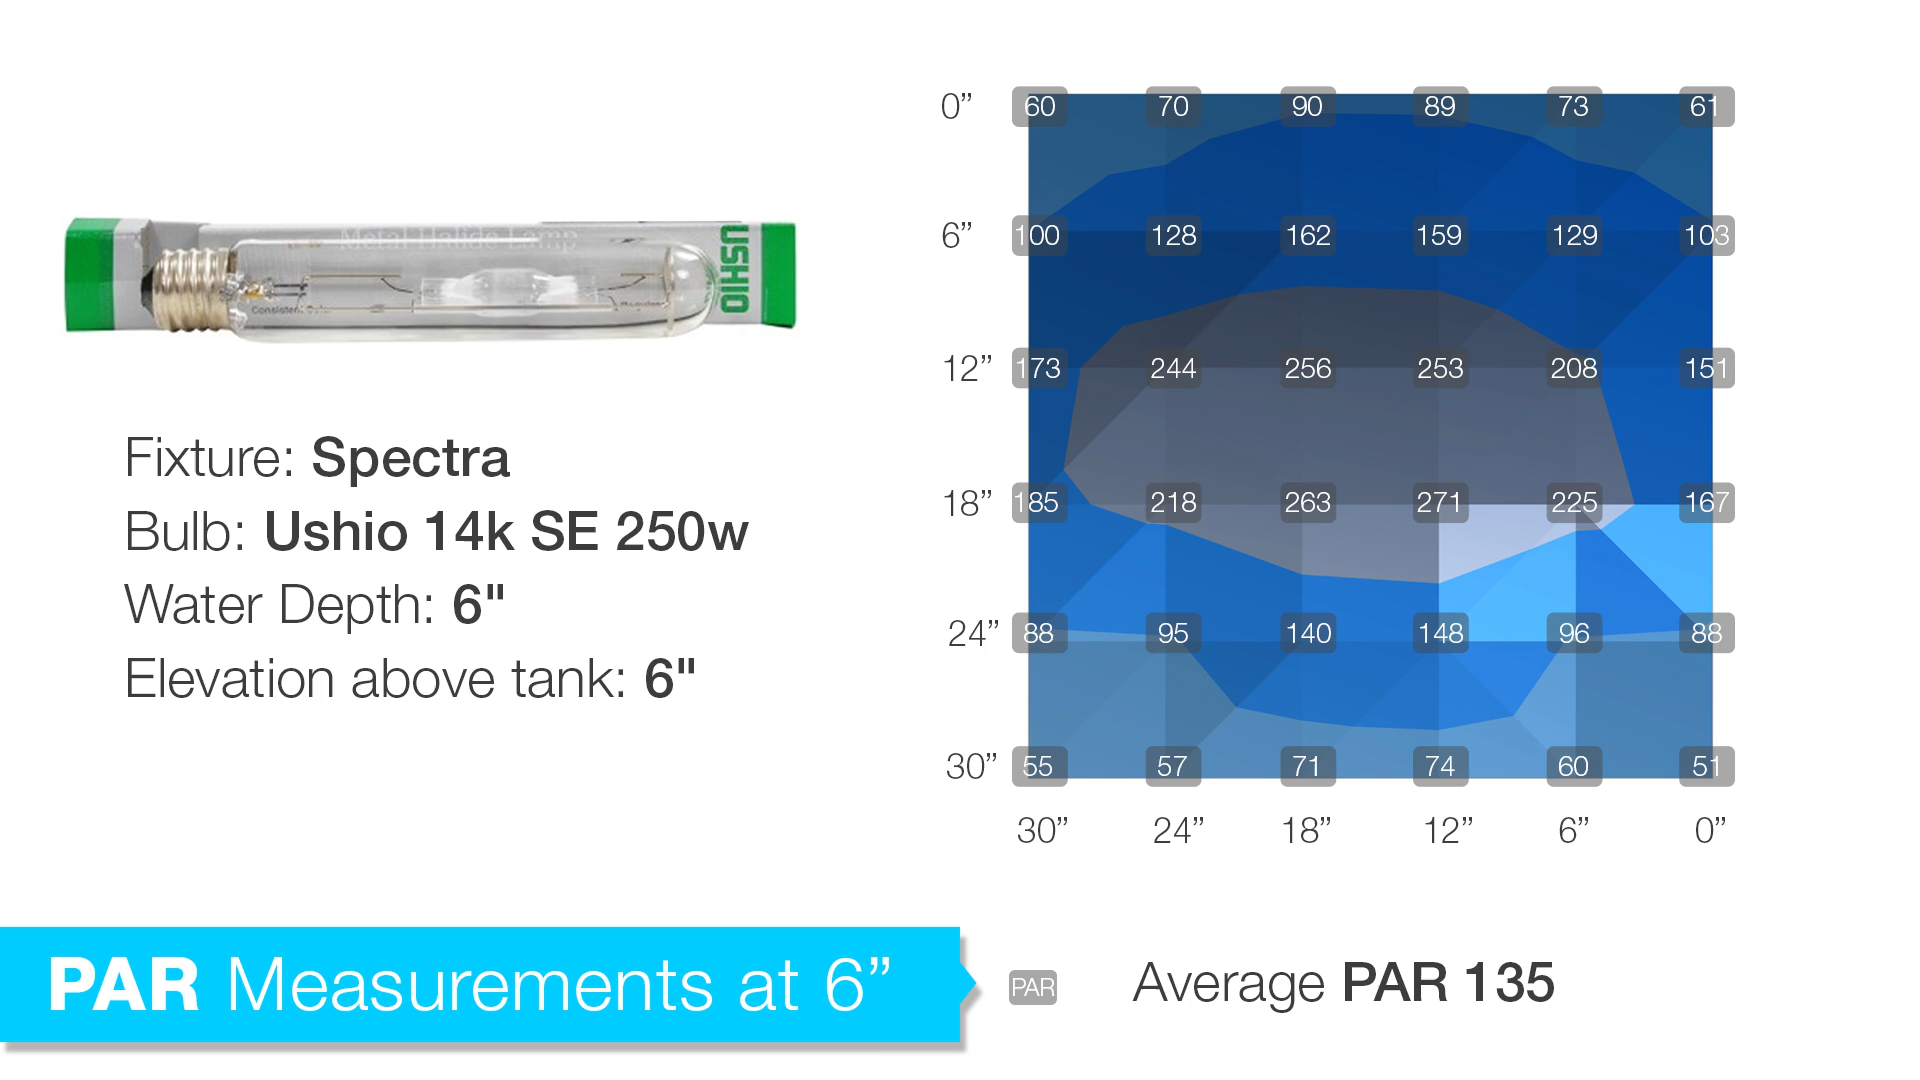 Metal Halide Lamp
USHIO
Fixture: Spectra
Bulb: Ushio 14k SE 250w
Water Depth: 6"
Elevation above tank: 6"
0” 60 70 90 89 73 61
6” 100 128 162 159 129 103
12” 173 244 256 253 208 151
18” 185 218 263 271 225 167
24” 88 95 140 148 96 88
30” 55 57 71 74 60 51
30” 24” 18” 12” 6” 0”
PAR Measurements at 6”
PAR Average PAR 135